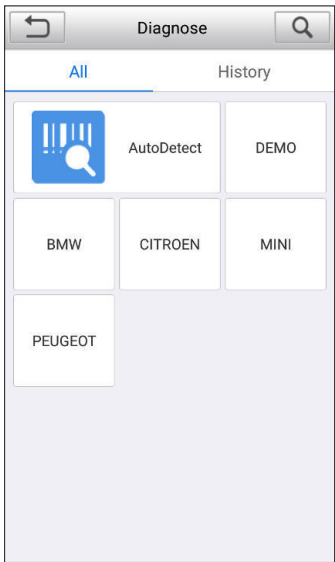 Diagnose
All History
AutoDetect DEMO
BMW CITROEN MINI
PEUGEOT